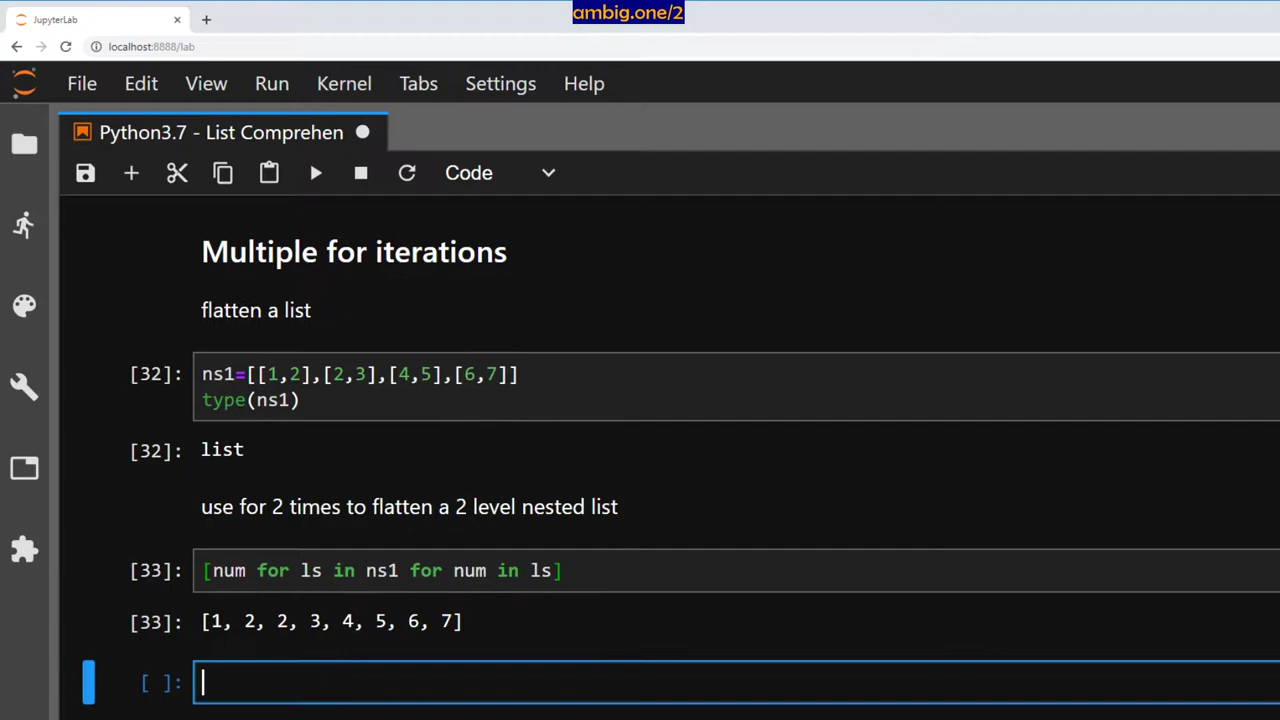 ambig.one/2
JupyterLab
localhost:8888/lab
File Edit View Run Kernel Tabs Settings Help
Python3.7 - List Comprehen
Code
Multiple for iterations
flatten a list
[32]: ns1=[[1,2],[2,3],[4,5],[6,7]]
type(ns1)
[32]: list
use for 2 times to flatten a 2 level nested list
[33]: [num for ls in ns1 for num in ls]
[33]: [1, 2, 2, 3, 4, 5, 6, 7]
[ ]: